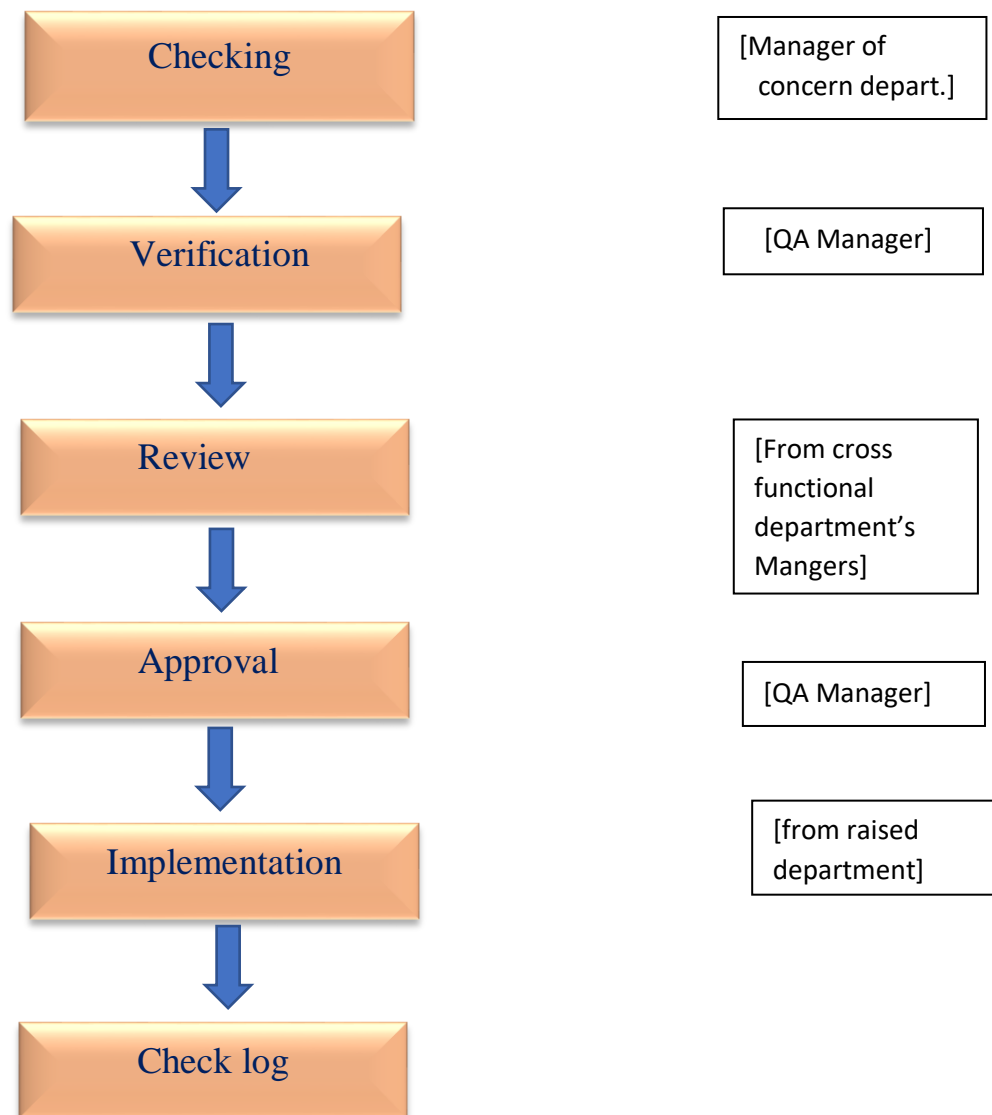 Checking
[Manager of
concern depart.]
Verification
[QA Manager]
Review
[From cross
functional
department’s
Mangers]
Approval
[QA Manager]
Implementation
[from raised
department]
Check log